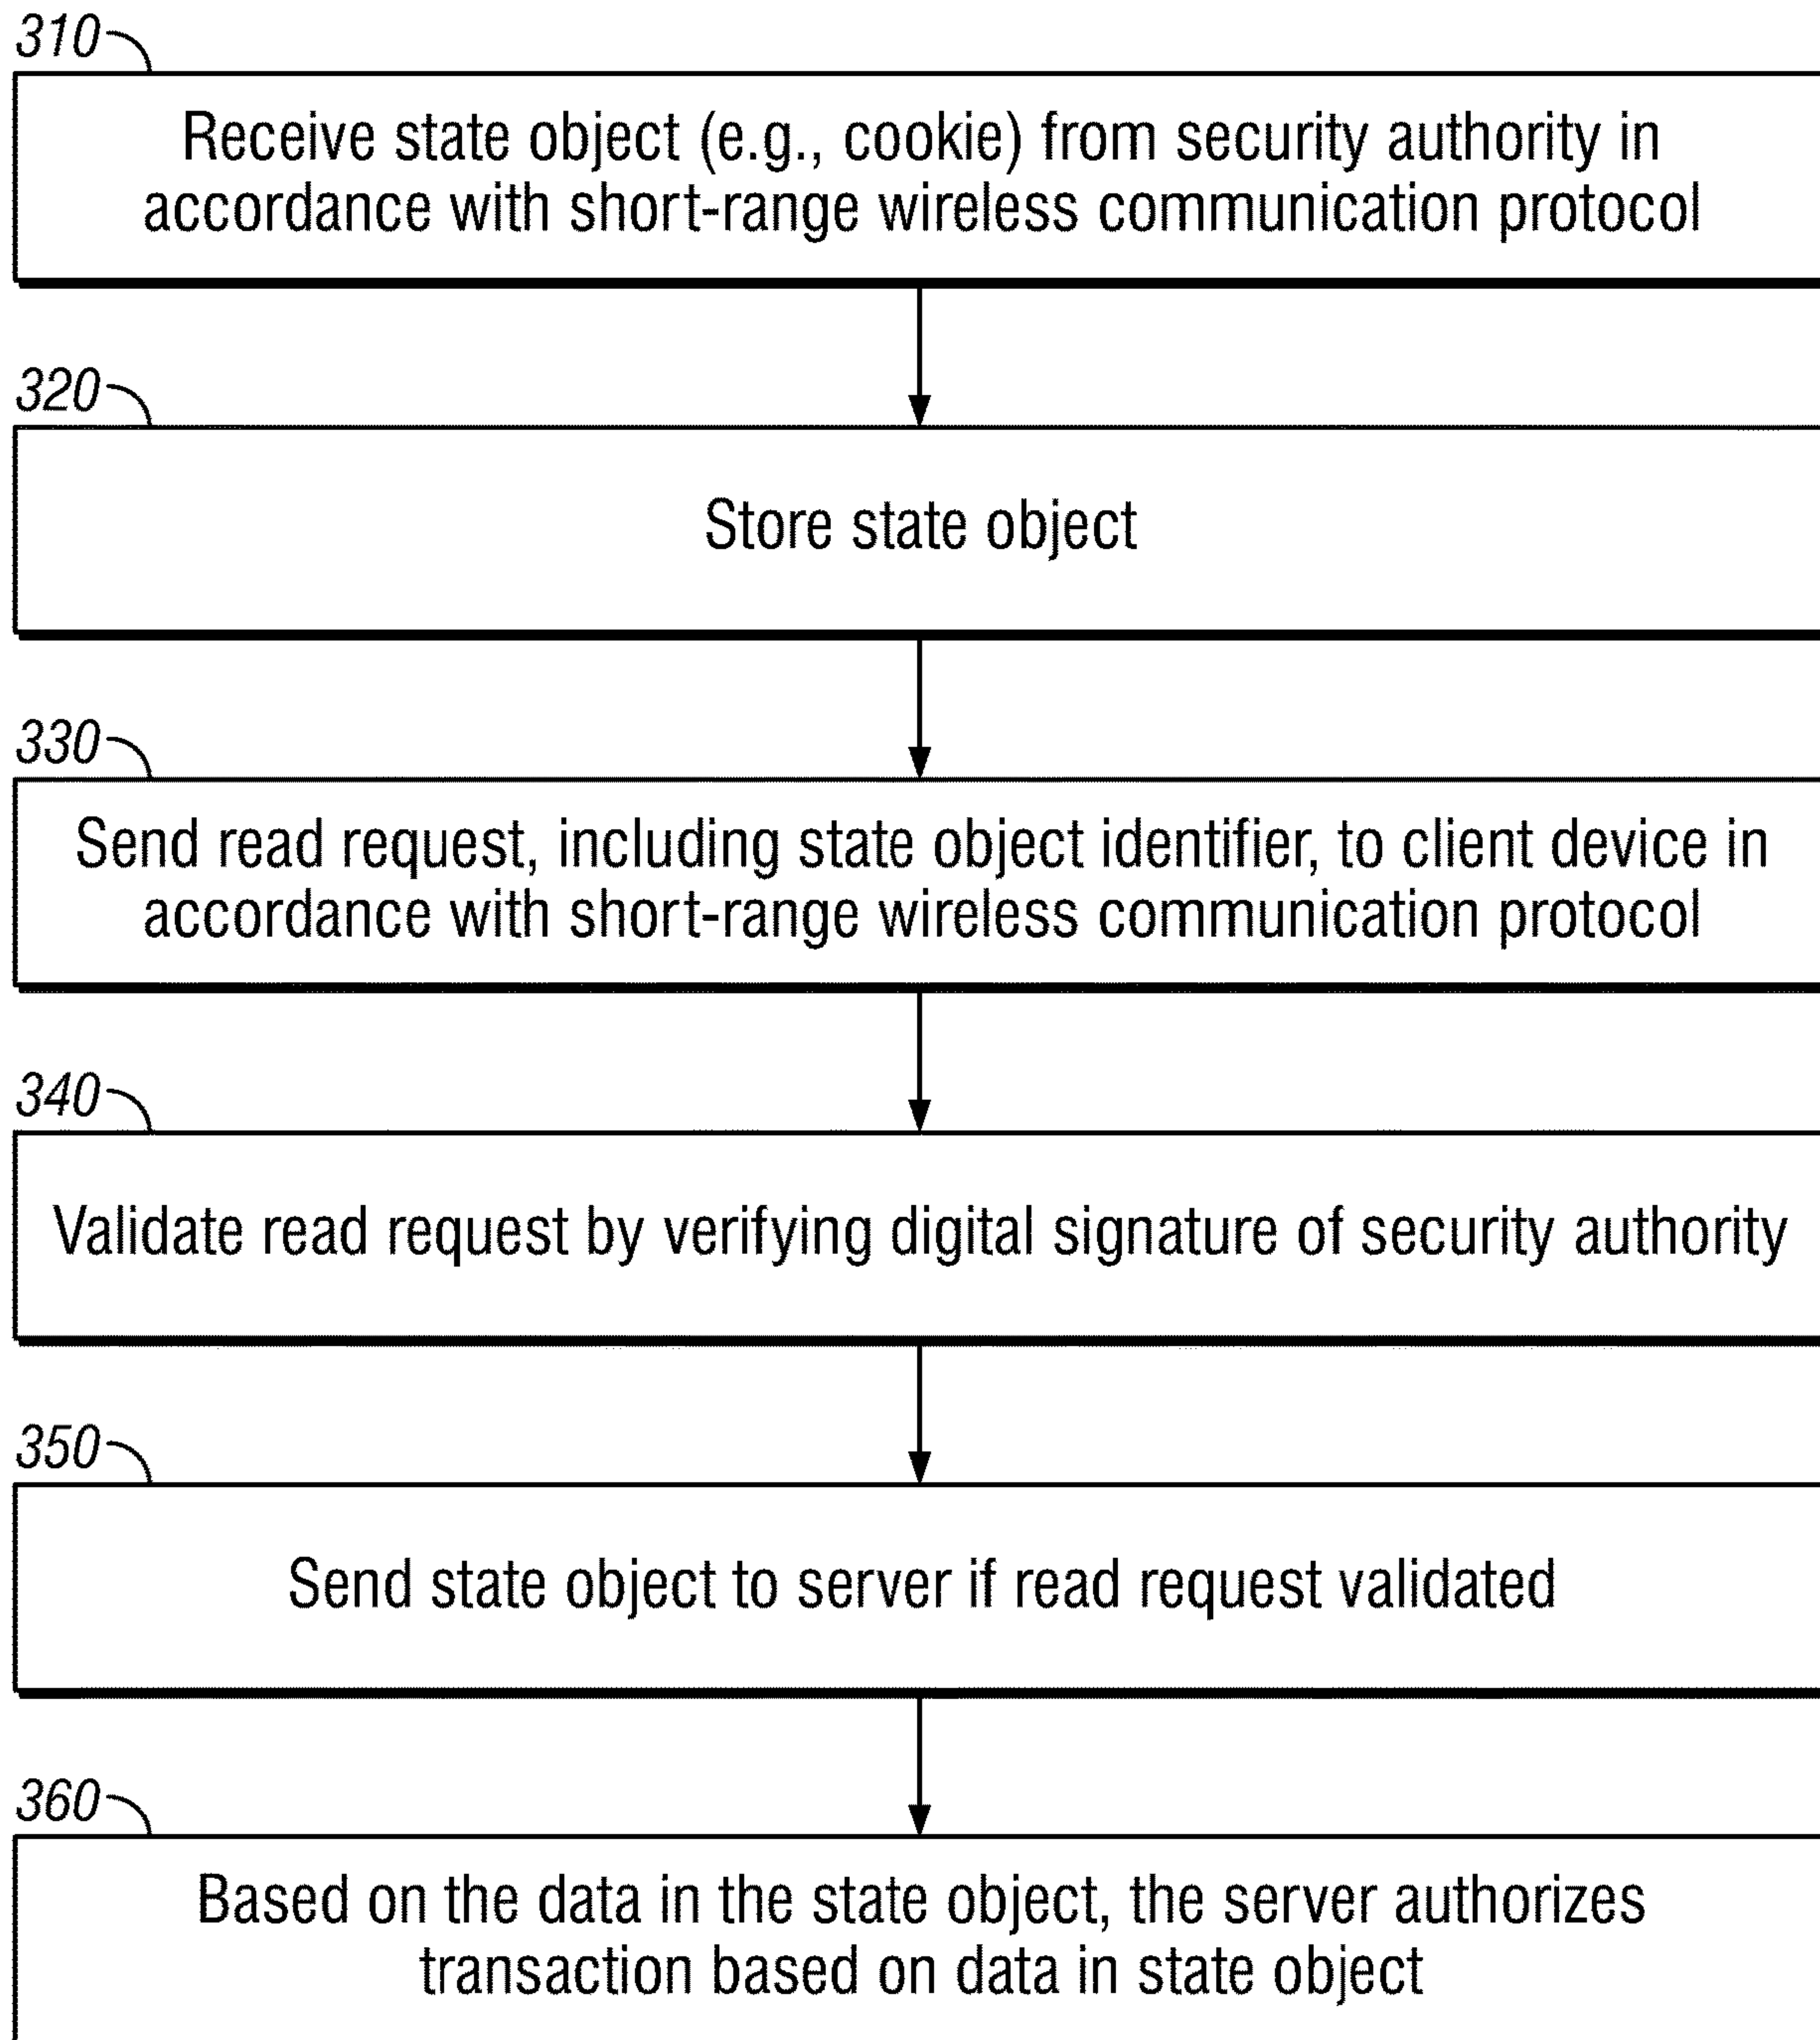 310
Receive state object (e.g., cookie) from security authority in
accordance with short-range wireless communication protocol
320
Store state object
330
Send read request, including state object identifier, to client device in
accordance with short-range wireless communication protocol
340
Validate read request by verifying digital signature of security authority
350
Send state object to server if read request validated
360
Based on the data in the state object, the server authorizes
transaction based on data in state object